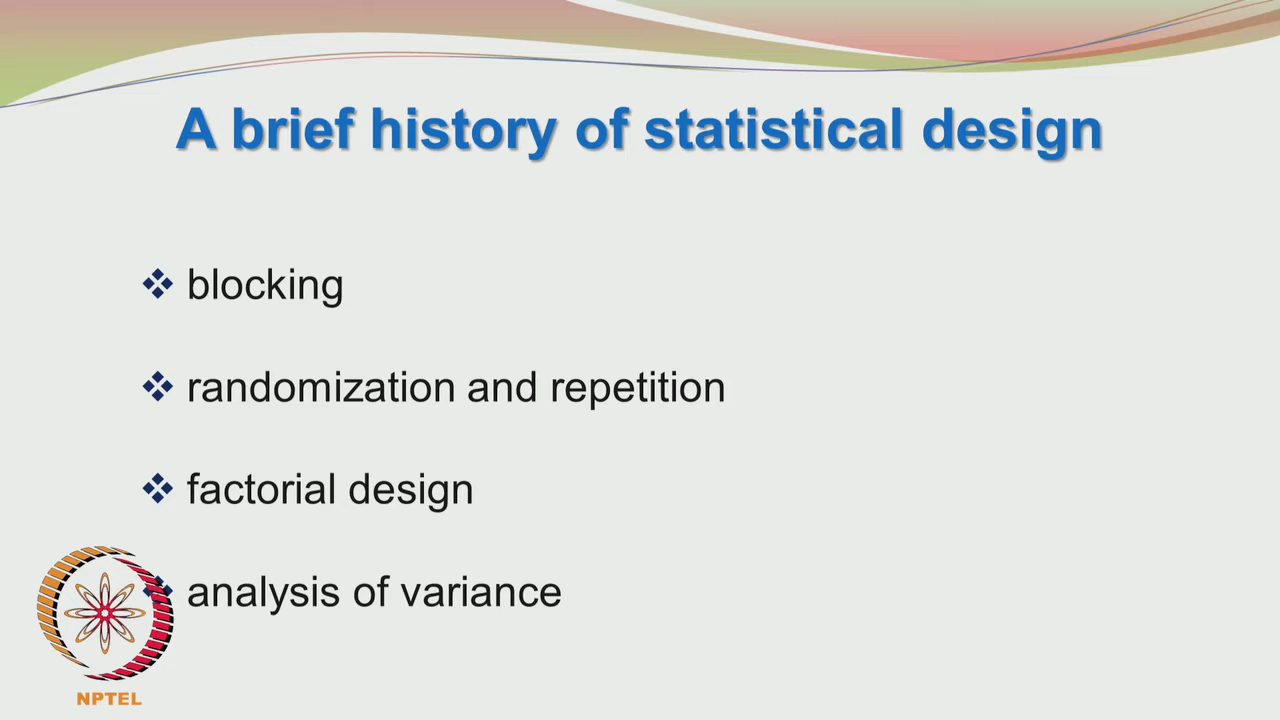 A brief history of statistical design
blocking
randomization and repetition
factorial design
analysis of variance
NPTEL